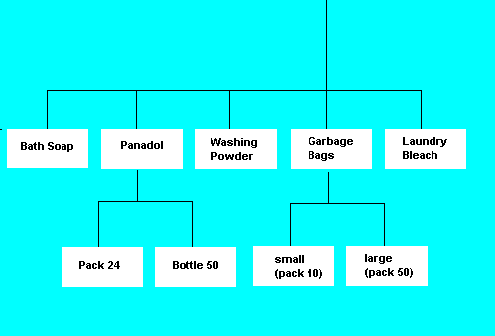 Bath Soap
Panadol
Washing
Powder
Garbage
Bags
Laundry
Bleach
Pack 24
Bottle 50
small
(pack 10)
large
(pack 50)